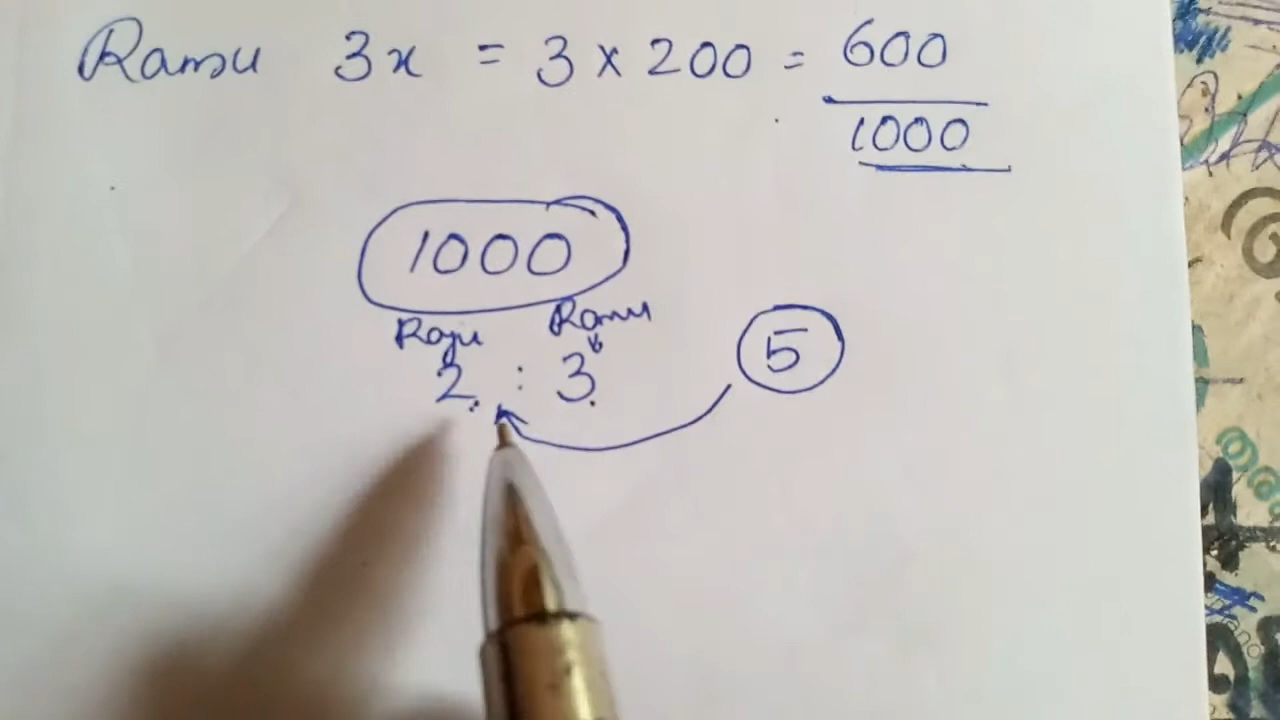 Ramu 3x = 3 × 200 = 600
1000
1000
Raju Ramu
2 : 3
5